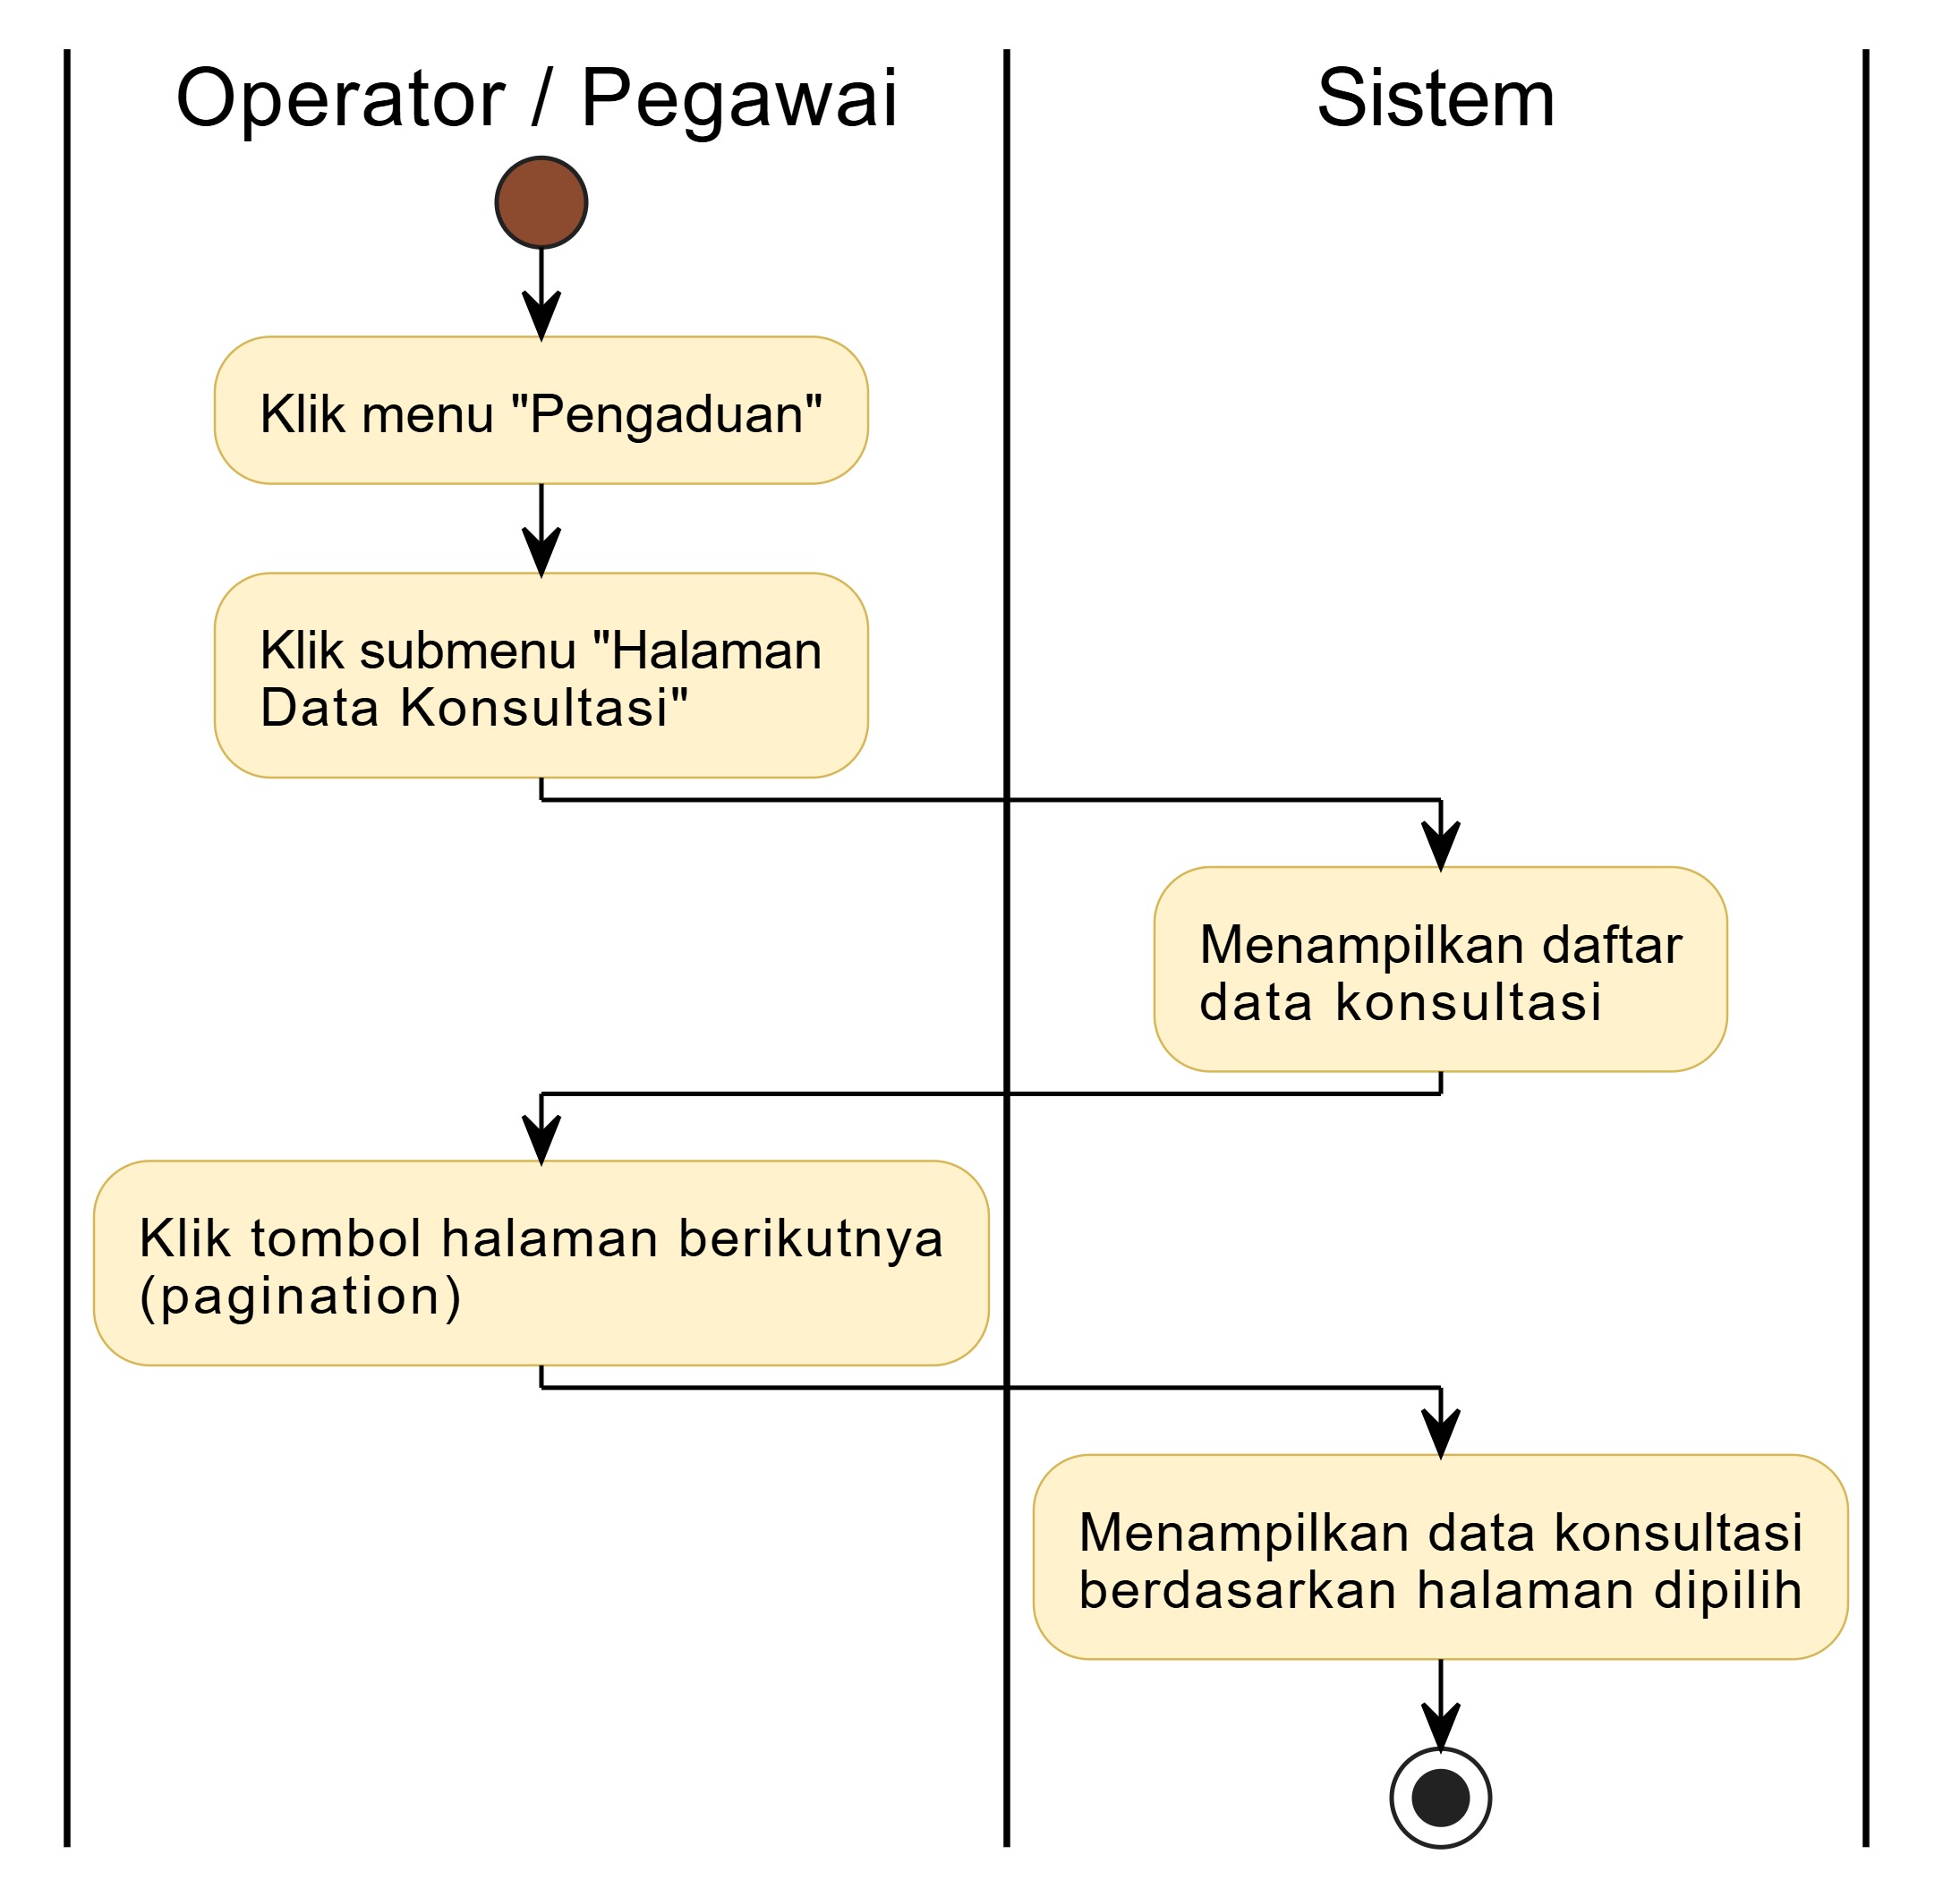 Operator / Pegawai
Sistem
Klik menu "Pengaduan"
Klik submenu "Halaman
Data Konsultasi"
Menampilkan daftar
data konsultasi
Klik tombol halaman berikutnya
(pagination)
Menampilkan data konsultasi
berdasarkan halaman dipilih